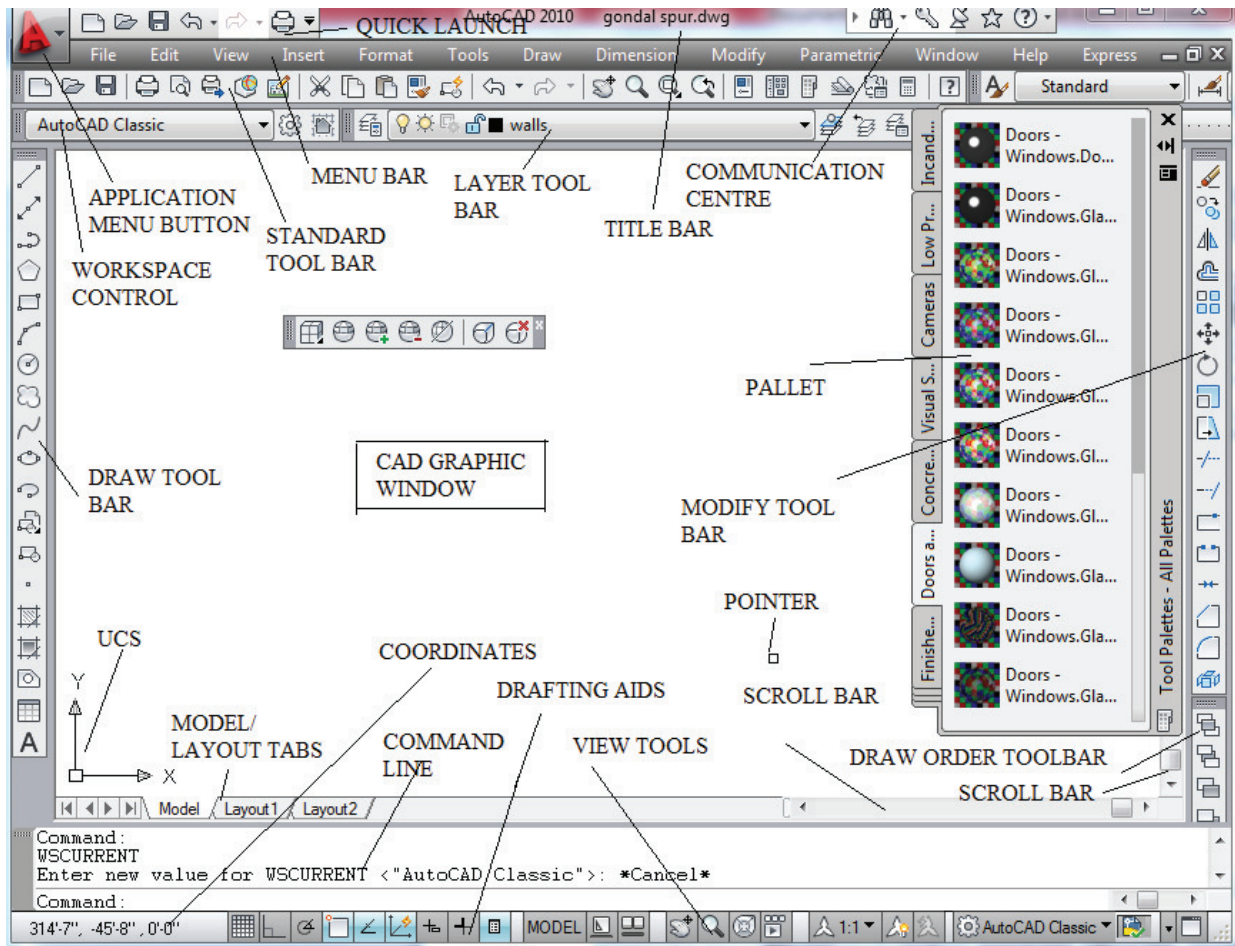 AutoCAD 2010 gondal spur.dwg
QUICK LAUNCH
File Edit View Insert Format Tools Draw Dimension Modify Parametric Window Help Express
Standard
AutoCAD Classic
walls
APPLICATION
MENU BUTTON
MENU BAR
LAYER TOOL
BAR
COMMUNICATION
CENTRE
TITLE BAR
STANDARD
TOOL BAR
WORKSPACE
CONTROL
Incand...
Low Pr...
Cameras
Visual S...
Concre...
Doors a...
Finishe...
Doors -
Windows.Do...
Doors -
Windows.Gla...
Doors -
Windows.Gl...
Doors -
Windows.Gl...
Doors -
Windows.Gl...
Doors -
Windows.Gl...
Doors -
Windows.Gl...
Doors -
Windows.Gla...
Doors -
Windows.Gla...
Doors -
Windows.Gla...
Tool Palettes - All Palettes
PALLET
DRAW TOOL
BAR
CAD GRAPHIC
WINDOW
MODIFY TOOL
BAR
POINTER
UCS
COORDINATES
DRAFTING AIDS
SCROLL BAR
Y
X
A
MODEL/
LAYOUT TABS
COMMAND
LINE
VIEW TOOLS
DRAW ORDER TOOLBAR
SCROLL BAR
Model Layout1 Layout2
Command:
WSCURRENT
Enter new value for WSCURRENT <"AutoCAD Classic">: *Cancel*
Command:
314'-7", -45'-8" , 0'-0" MODEL 1:1 AutoCAD Classic